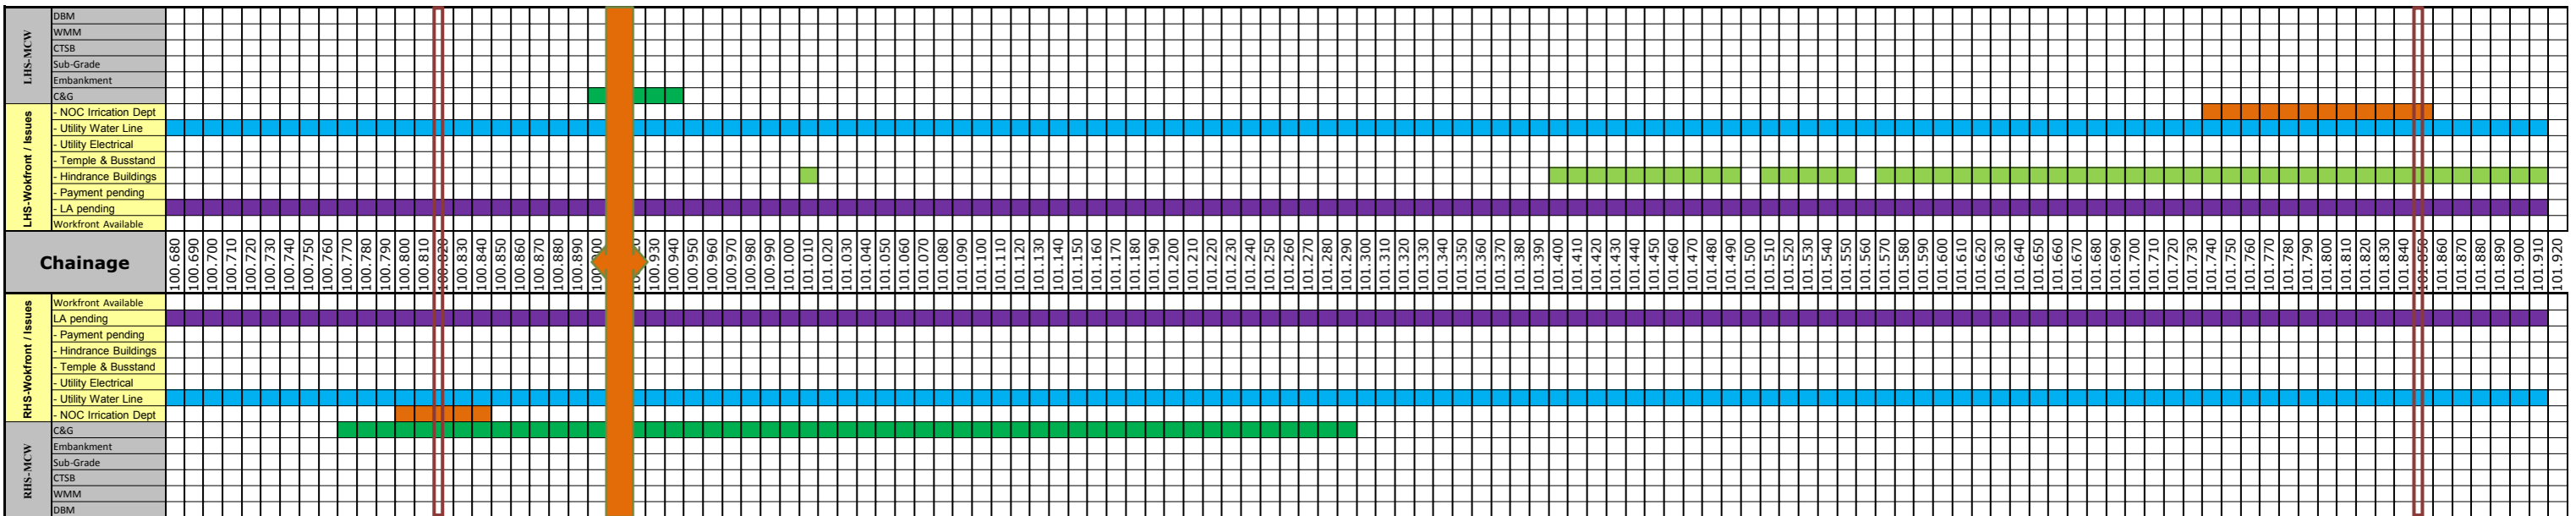 LHS-MCW
DBM
WMM
CTSB
Sub-Grade
Embankment
C&G
LHS-Wokfront / Issues
- NOC Irrication Dept
- Utility Water Line
- Utility Electrical
- Temple & Busstand
- Hindrance Buildings
- Payment pending
- LA pending
Workfront Available
Chainage
100.680 100.690 100.700 100.710 100.720 100.730 100.740 100.750 100.760 100.770 100.780 100.790 100.800 100.810 100.820 100.830 100.840 100.850 100.860 100.870 100.880 100.890 100.900 100.930 100.940 100.950 100.960 100.970 100.980 100.990 101.000 101.010 101.020 101.030 101.040 101.050 101.060 101.070 101.080 101.090 101.100 101.110 101.120 101.130 101.140 101.150 101.160 101.170 101.180 101.190 101.200 101.210 101.220 101.230 101.240 101.250 101.260 101.270 101.280 101.290 101.300 101.310 101.320 101.330 101.340 101.350 101.360 101.370 101.380 101.390 101.400 101.410 101.420 101.430 101.440 101.450 101.460 101.470 101.480 101.490 101.500 101.510 101.520 101.530 101.540 101.550 101.560 101.570 101.580 101.590 101.600 101.610 101.620 101.630 101.640 101.650 101.660 101.670 101.680 101.690 101.700 101.710 101.720 101.730 101.740 101.750 101.760 101.770 101.780 101.790 101.800 101.810 101.820 101.830 101.840 101.850 101.860 101.870 101.880 101.890 101.900 101.910 101.920
RHS-Wokfront / Issues
Workfront Available
LA pending
- Payment pending
- Hindrance Buildings
- Temple & Busstand
- Utility Electrical
- Utility Water Line
- NOC Irrication Dept
RHS-MCW
C&G
Embankment
Sub-Grade
CTSB
WMM
DBM